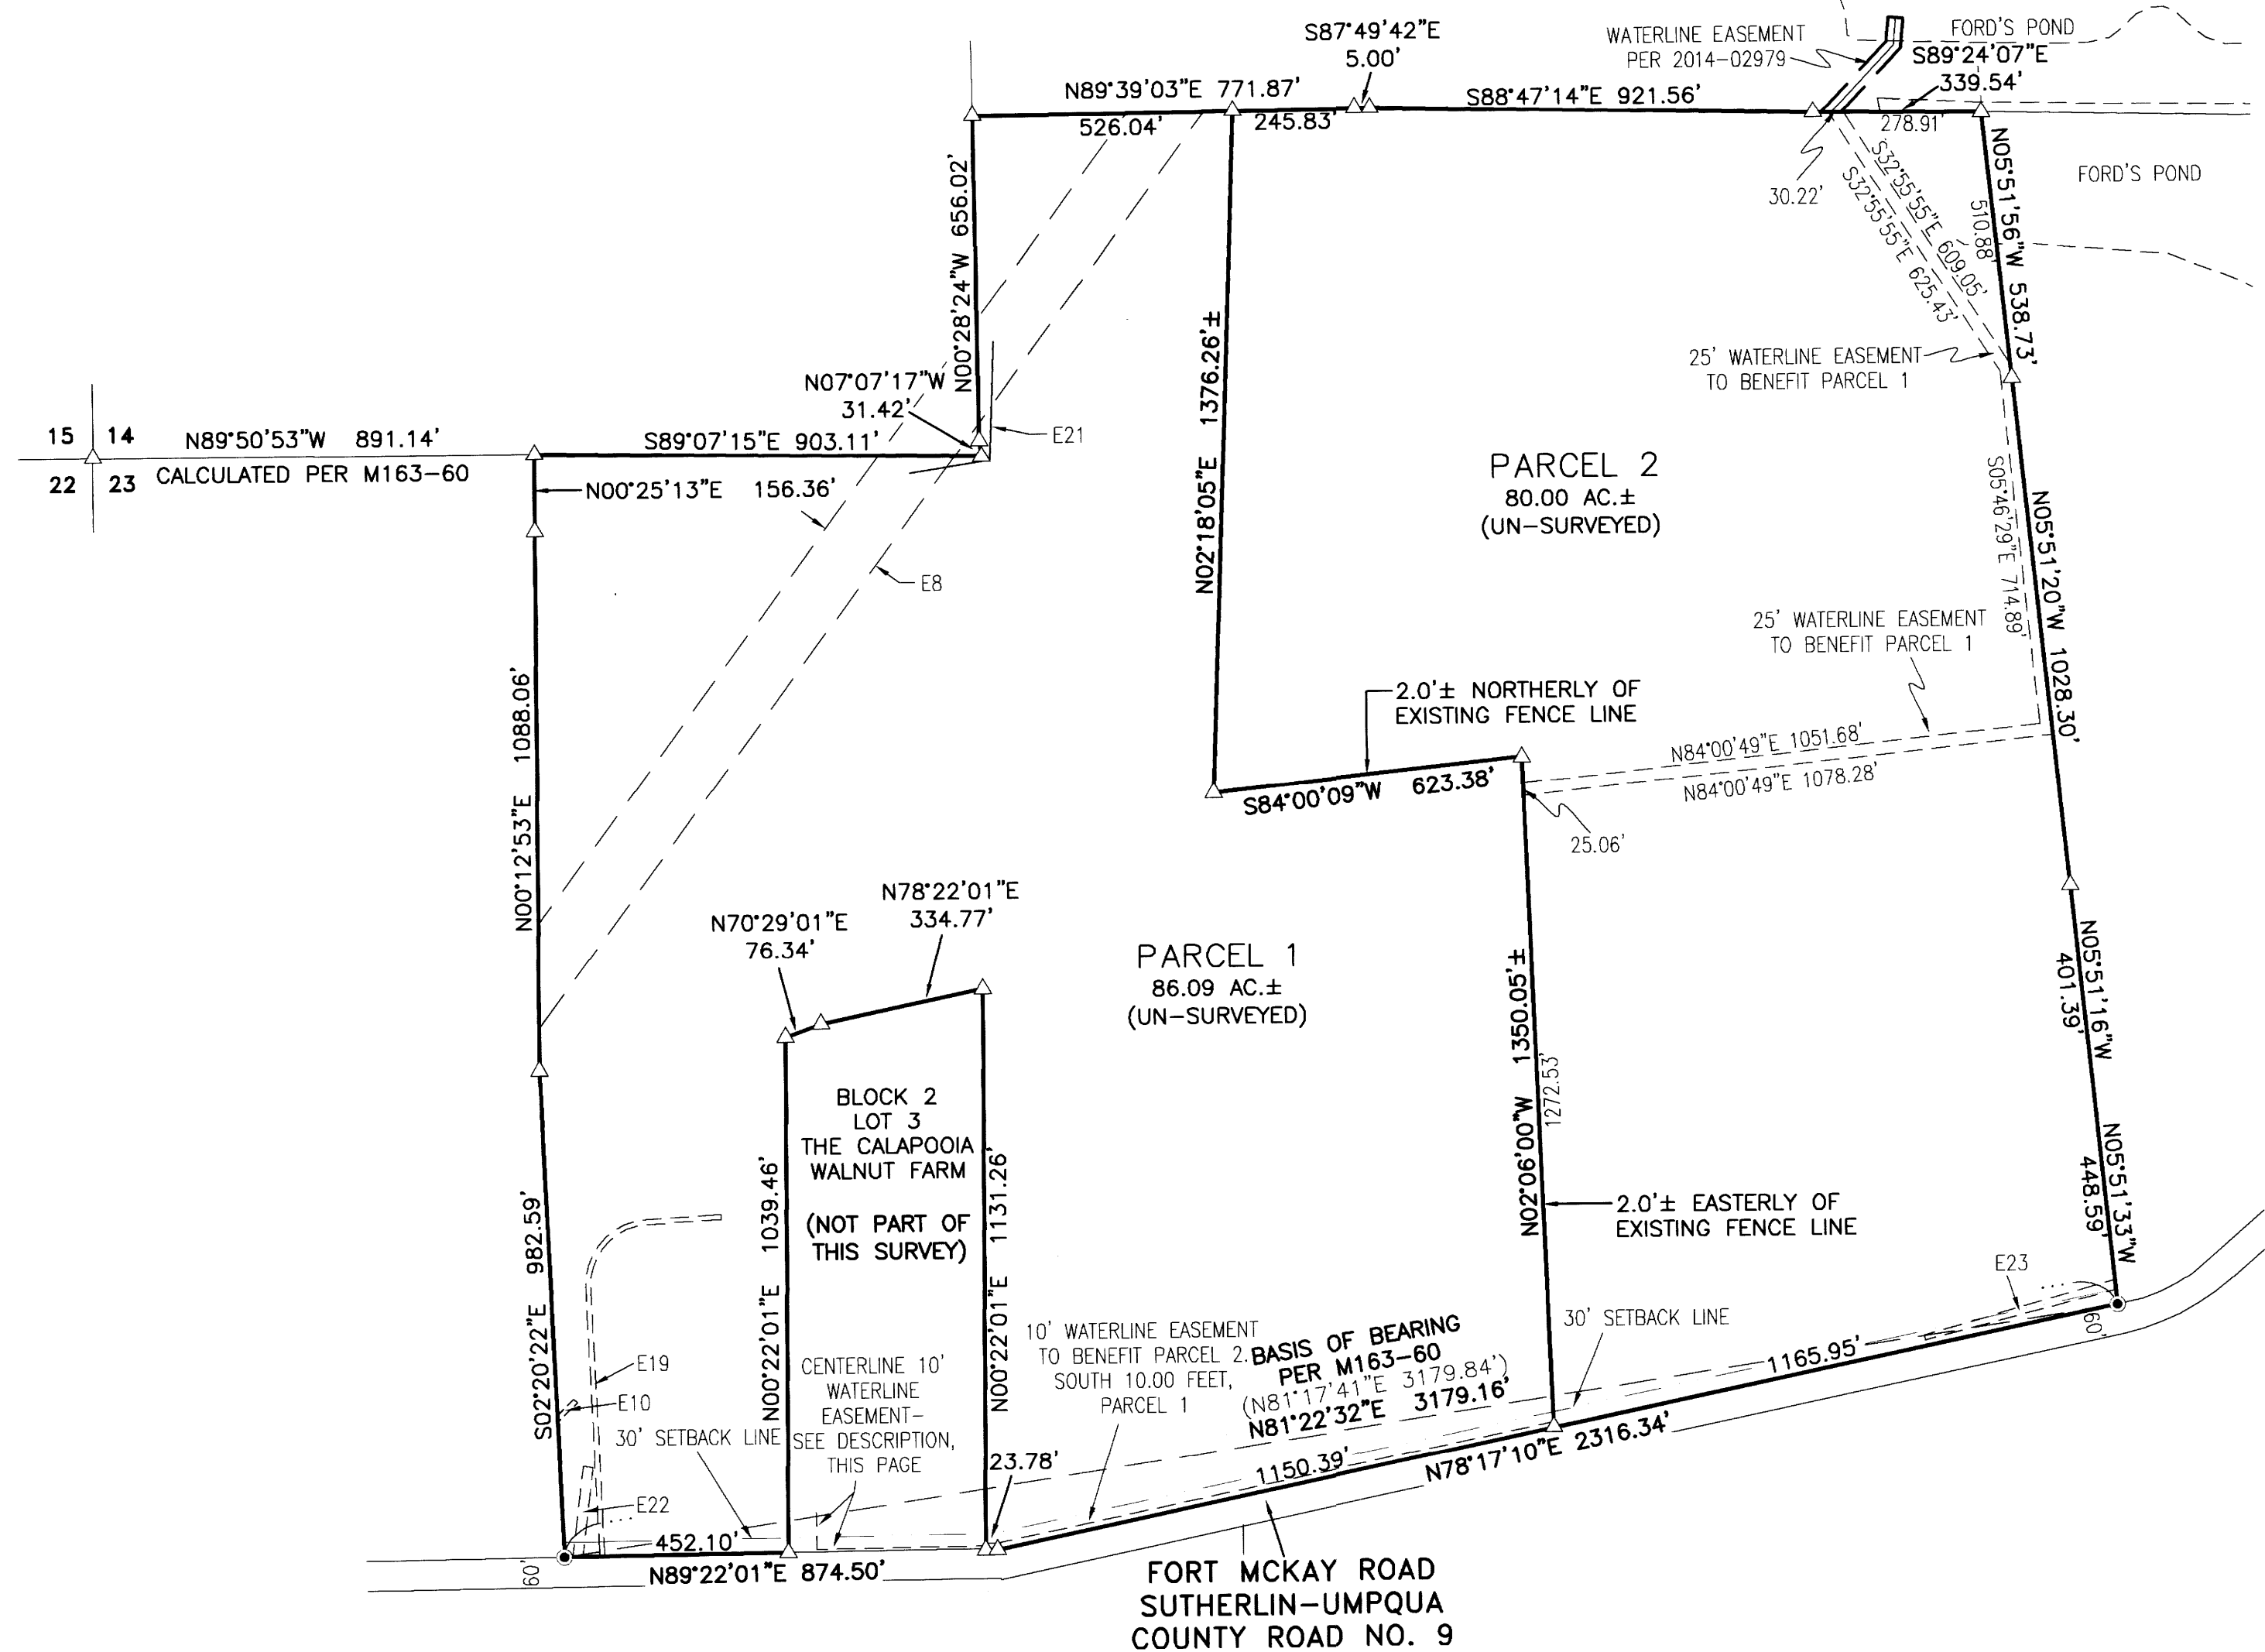 S87°49'42"E
5.00'
WATERLINE EASEMENT
PER 2014-02979
FORD'S POND
S89°24'07"E
339.54'
N89°39'03"E 771.87'
S88°47'14"E 921.56'
526.04'
245.83'
278.91'
30.22'
FORD'S POND
N00°28'24"W 656.02'
N05°51'56"W 538.73'
510.88'
S32°55'55"E 609.05'
S32°55'55"E 625.43'
N02°18'05"E 1376.26'±
25' WATERLINE EASEMENT
TO BENEFIT PARCEL 1
N07°07'17"W
31.42'
E21
15 14
22 23
N89°50'53"W 891.14'
CALCULATED PER M163-60
S89°07'15"E 903.11'
N00°25'13"E 156.36'
E8
PARCEL 2
80.00 AC.±
(UN-SURVEYED)
S05°46'29"E 714.89'
N05°51'20"W 1028.30'
25' WATERLINE EASEMENT
TO BENEFIT PARCEL 1
2.0'± NORTHERLY OF
EXISTING FENCE LINE
N84°00'49"E 1051.68'
N84°00'49"E 1078.28'
S84°00'09"W 623.38'
25.06'
N00°12'53"E 1088.06'
N78°22'01"E
334.77'
N70°29'01"E
76.34'
PARCEL 1
86.09 AC.±
(UN-SURVEYED)
N02°06'00"W 1350.05'±
1272.53'
N05°51'16"W
401.39'
BLOCK 2
LOT 3
THE CALAPOOIA
WALNUT FARM
(NOT PART OF
THIS SURVEY)
N00°22'01"E 1039.46'
N00°22'01"E 1131.26'
2.0'± EASTERLY OF
EXISTING FENCE LINE
N05°51'33"W
448.59'
S02°20'22"E 982.59'
E19
E10
E22
E23
30' SETBACK LINE
CENTERLINE 10'
WATERLINE
EASEMENT-
SEE DESCRIPTION,
THIS PAGE
10' WATERLINE EASEMENT
TO BENEFIT PARCEL 2.
SOUTH 10.00 FEET,
PARCEL 1
BASIS OF BEARING
PER M163-60
(N81°17'41"E 3179.84')
N81°22'32"E 3179.16'
30' SETBACK LINE
1165.95'
60'
23.78'
1150.39'
N78°17'10"E 2316.34'
452.10'
60'
N89°22'01"E 874.50'
FORT MCKAY ROAD
SUTHERLIN-UMPQUA
COUNTY ROAD NO. 9